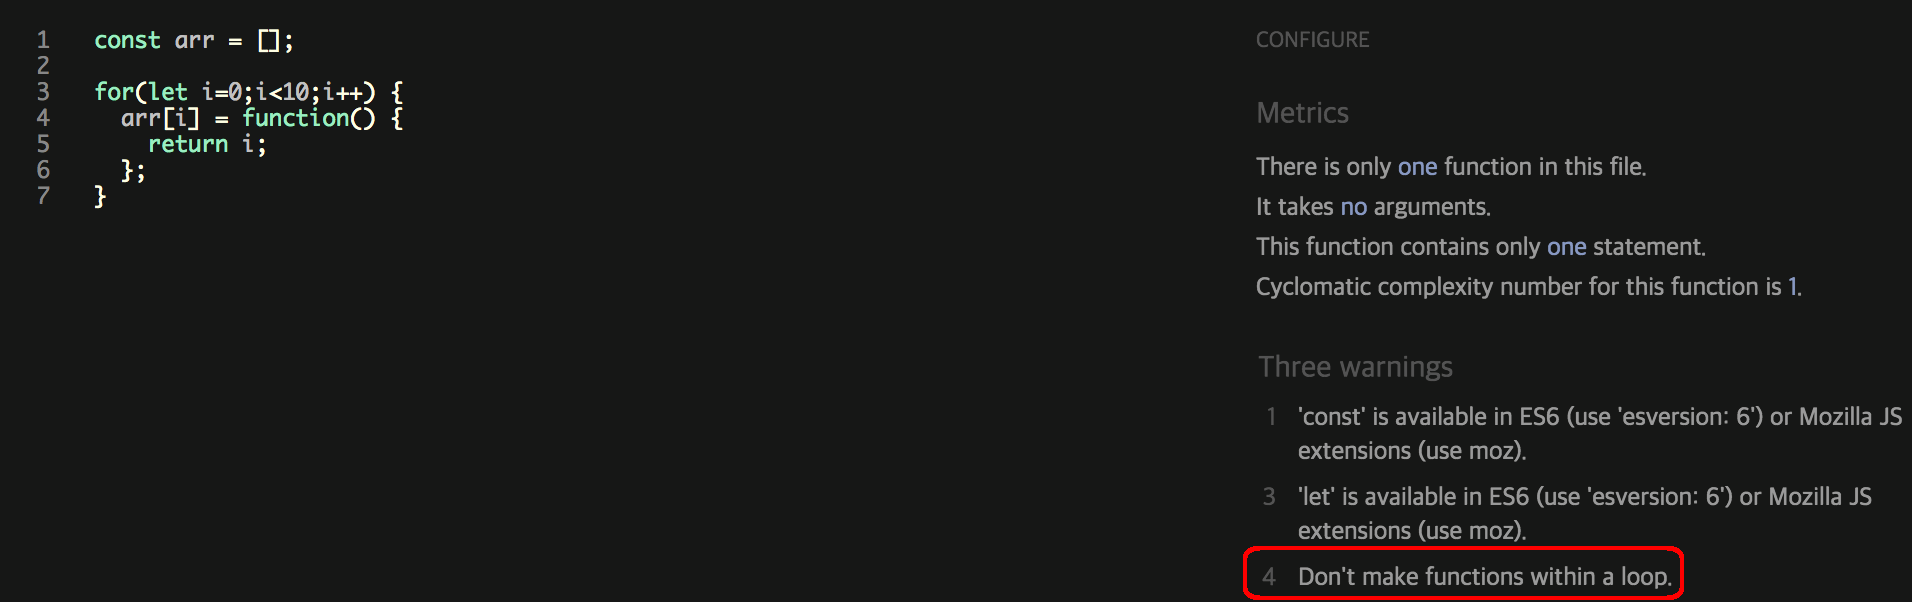 1 const arr = [];
2
3 for(let i=0;i<10;i++) {
4   arr[i] = function() {
5     return i;
6   };
7 }
CONFIGURE
Metrics
There is only one function in this file.
It takes no arguments.
This function contains only one statement.
Cyclomatic complexity number for this function is 1.
Three warnings
1 'const' is available in ES6 (use 'esversion: 6') or Mozilla JS
extensions (use moz).
3 'let' is available in ES6 (use 'esversion: 6') or Mozilla JS
extensions (use moz).
4 Don't make functions within a loop.